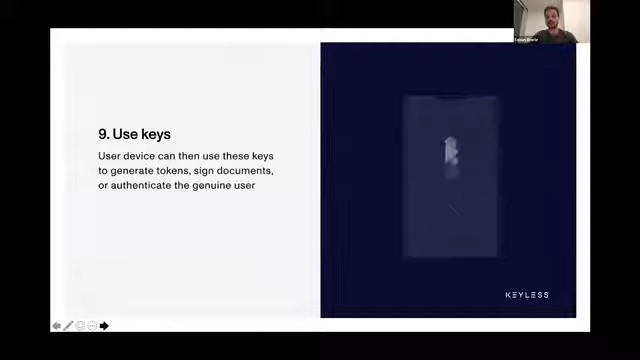 9. Use keys
User device can then use these keys
to generate tokens, sign documents,
or authenticate the genuine user
KEYLESS